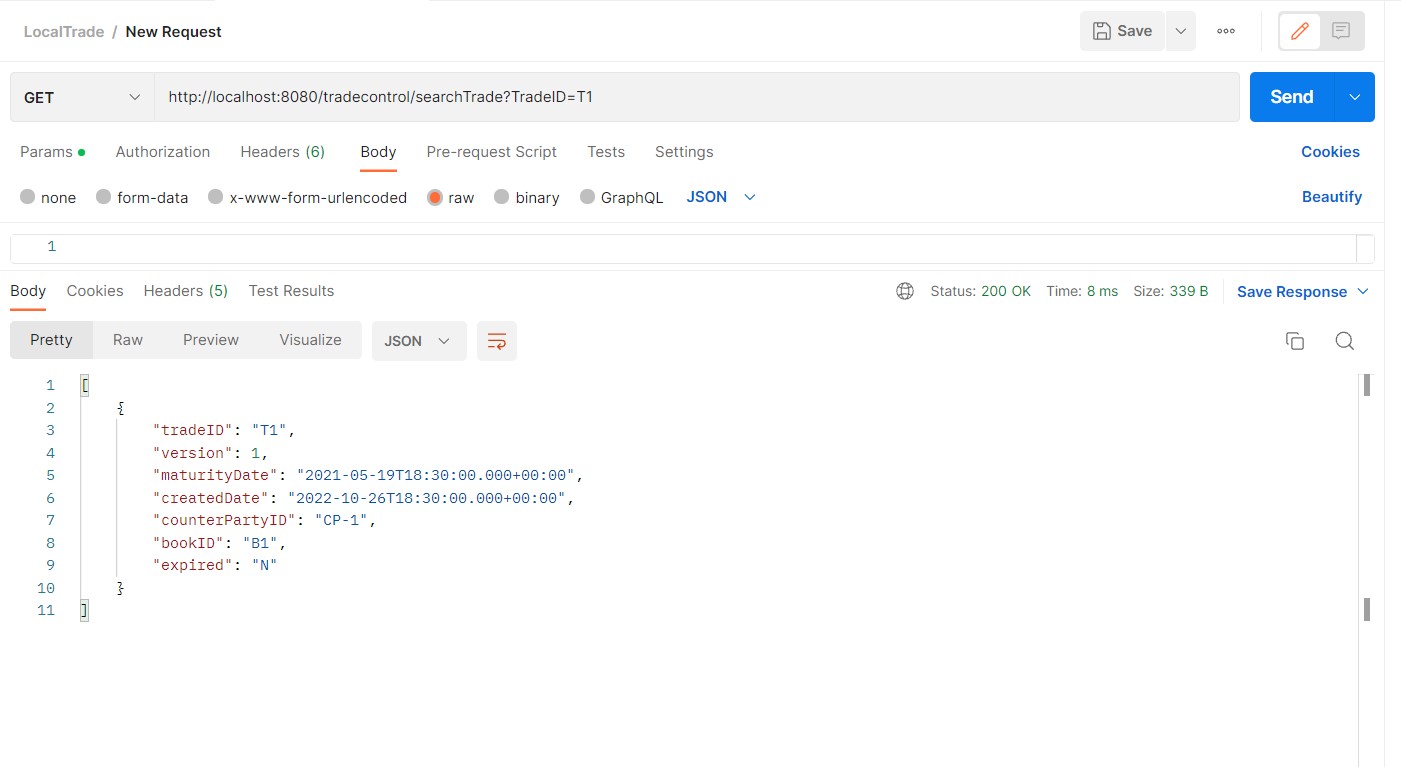 LocalTrade / New Request
Save
GET http://localhost:8080/tradecontrol/searchTrade?TradeID=T1 Send
Params Authorization Headers (6) Body Pre-request Script Tests Settings Cookies
none form-data x-www-form-urlencoded raw binary GraphQL JSON Beautify
1
Body Cookies Headers (5) Test Results Status: 200 OK Time: 8 ms Size: 339 B Save Response
Pretty Raw Preview Visualize JSON
1 [
2 {
3 "tradeID": "T1",
4 "version": 1,
5 "maturityDate": "2021-05-19T18:30:00.000+00:00",
6 "createdDate": "2022-10-26T18:30:00.000+00:00",
7 "counterPartyID": "CP-1",
8 "bookID": "B1",
9 "expired": "N"
10 }
11 ]